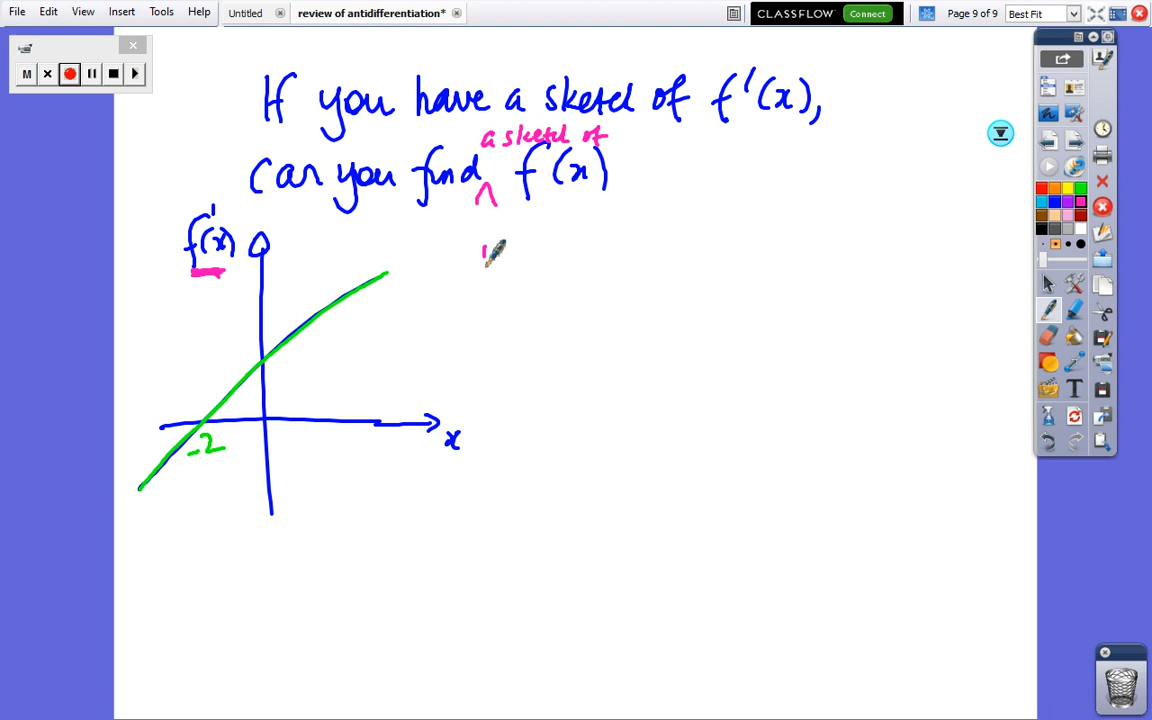 File Edit View Insert Tools Help
Untitled
review of antidifferentiation*
CLASSFLOW Connect
Page 9 of 9
Best Fit
M
If you have a sketch of f'(x),
a sketch of
can you find f(x)
f'(x)
-2
x
T